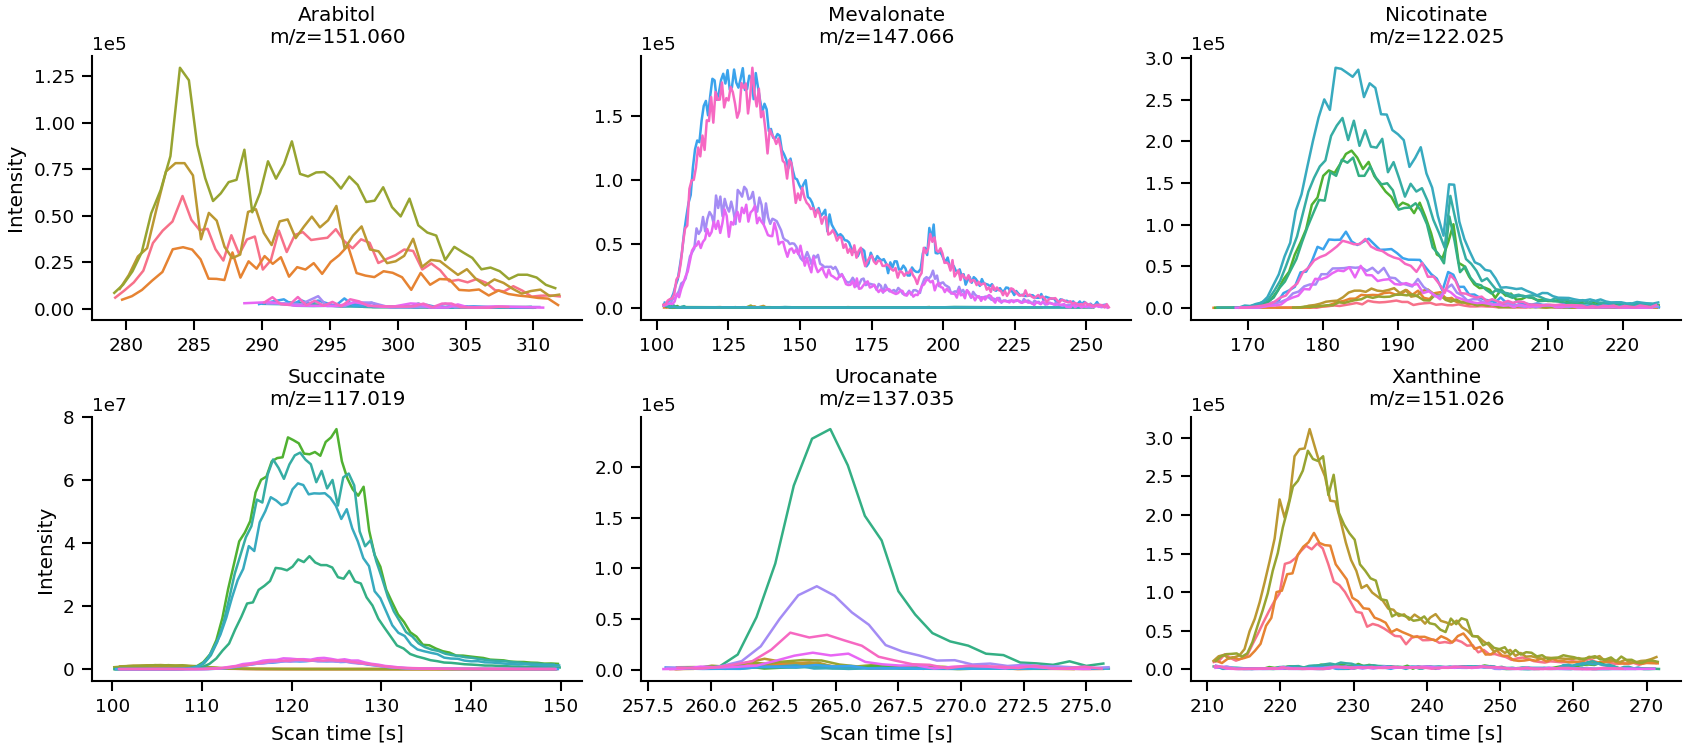 Arabitol
m/z=151.060
1e5
Intensity
1.25
1.00
0.75
0.50
0.25
0.00
280 285 290 295 300 305 310
Mevalonate
m/z=147.066
1e5
1.5
1.0
0.5
0.0
100 125 150 175 200 225 250
Nicotinate
m/z=122.025
1e5
3.0
2.5
2.0
1.5
1.0
0.5
0.0
170 180 190 200 210 220
Succinate
m/z=117.019
1e7
Intensity
8
6
4
2
0
100 110 120 130 140 150
Scan time [s]
Urocanate
m/z=137.035
1e5
2.0
1.5
1.0
0.5
0.0
257.5 260.0 262.5 265.0 267.5 270.0 272.5 275.0
Scan time [s]
Xanthine
m/z=151.026
1e5
3.0
2.5
2.0
1.5
1.0
0.5
0.0
210 220 230 240 250 260 270
Scan time [s]